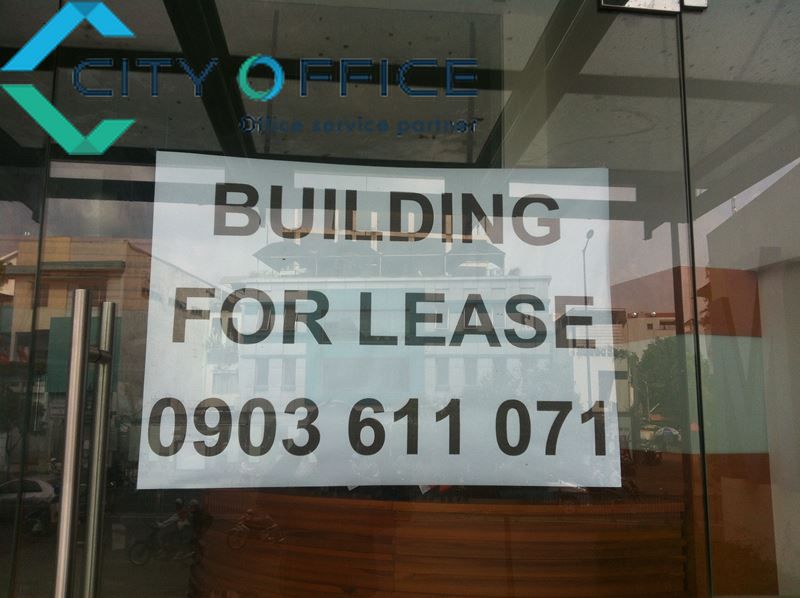 CITY OFFICE
Office service partner
BUILDING
FOR LEASE
0903 611 071